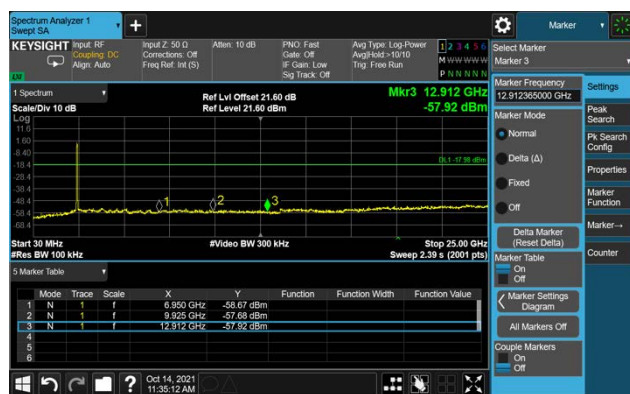 Spectrum Analyzer 1
Swept SA
Marker
KEYSIGHT
Input: RF
Coupling: DC
Align: Auto
Input Z: 50 Ω
Corrections: Off
Freq Ref: Int (S)
Atten: 10 dB
PNO: Fast
Gate: Off
IF Gain: Low
Sig Track: Off
Avg Type: Log-Power
Avg|Hold:>10/10
Trig: Free Run
1 2 3 4 5 6
M W W W W W
P N N N N N
Select Marker
Marker 3
LW
1 Spectrum
Scale/Div 10 dB
Ref Lvl Offset 21.60 dB
Ref Level 21.60 dBm
Mkr3 12.912 GHz
-57.92 dBm
Log
11.6
1.60
-8.40
-18.4
-28.4
-38.4
-48.4
-58.4
-68.4
DL1 -17.98 dBm
1
2
3
Start 30 MHz
#Res BW 100 kHz
#Video BW 300 kHz
Stop 25.00 GHz
Sweep 2.39 s (2001 pts)
5 Marker Table
Mode Trace Scale X Y Function Function Width Function Value
1 N 1 f 6.950 GHz -58.67 dBm
2 N 1 f 9.925 GHz -57.68 dBm
3 N 1 f 12.912 GHz -57.92 dBm
4
5
6
Marker Frequency
12.912365000 GHz
Marker Mode
Normal
Delta (Δ)
Fixed
Off
Delta Marker
(Reset Delta)
Marker Table
On
Off
Marker Settings
Diagram
All Markers Off
Couple Markers
On
Off
Settings
Peak
Search
Pk Search
Config
Properties
Marker
Function
Marker→
Counter
?
Oct 14, 2021
11:35:12 AM